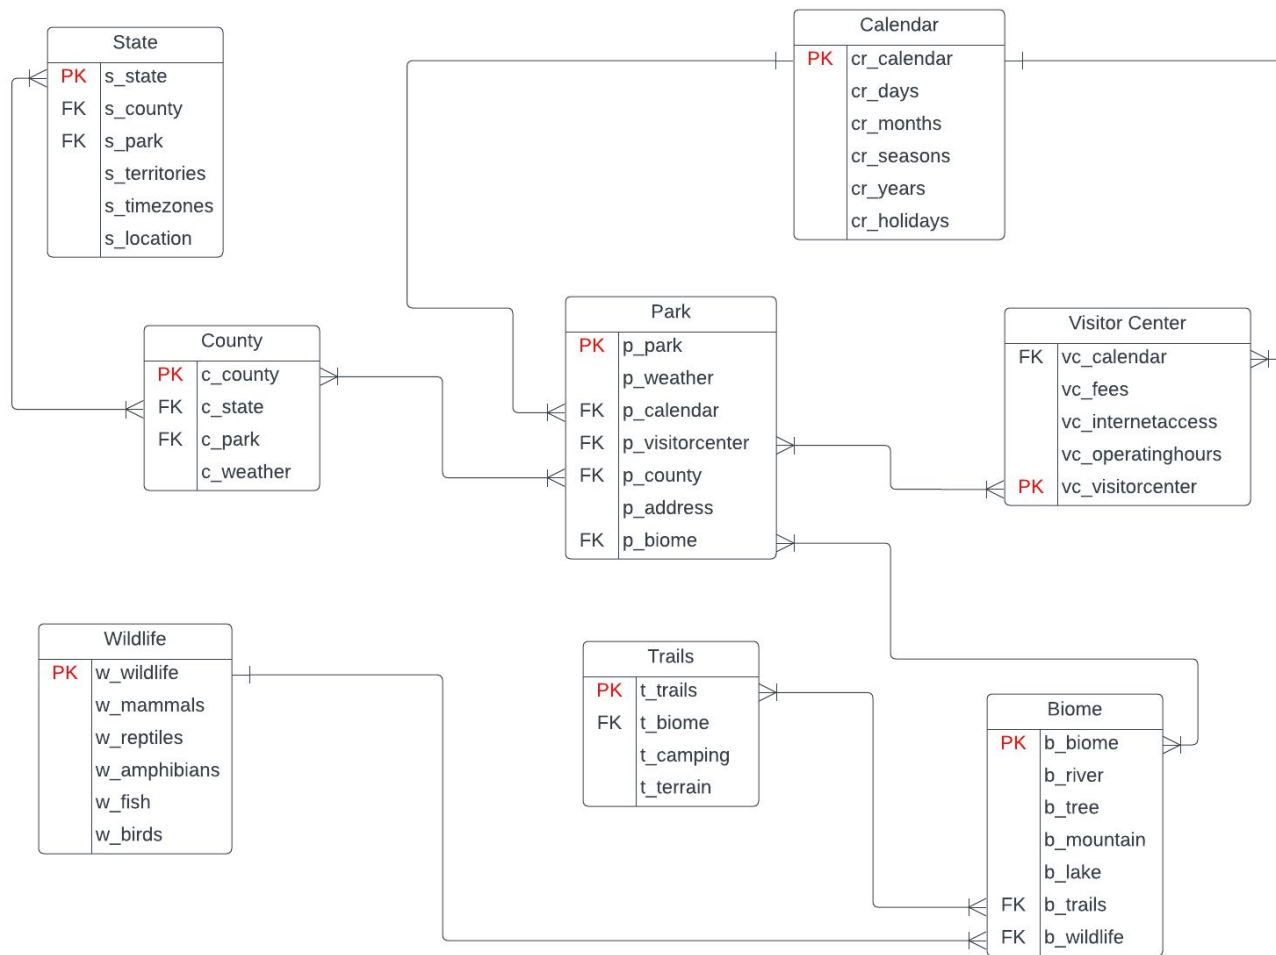 State
PK s_state
FK s_county
FK s_park
s_territories
s_timezones
s_location
Calendar
PK cr_calendar
cr_days
cr_months
cr_seasons
cr_years
cr_holidays
County
PK c_county
FK c_state
FK c_park
c_weather
Park
PK p_park
p_weather
FK p_calendar
FK p_visitorcenter
FK p_county
p_address
FK p_biome
Visitor Center
FK vc_calendar
vc_fees
vc_internetaccess
vc_operatinghours
PK vc_visitorcenter
Wildlife
PK w_wildlife
w_mammals
w_reptiles
w_amphibians
w_fish
w_birds
Trails
PK t_trails
FK t_biome
t_camping
t_terrain
Biome
PK b_biome
b_river
b_tree
b_mountain
b_lake
FK b_trails
FK b_wildlife